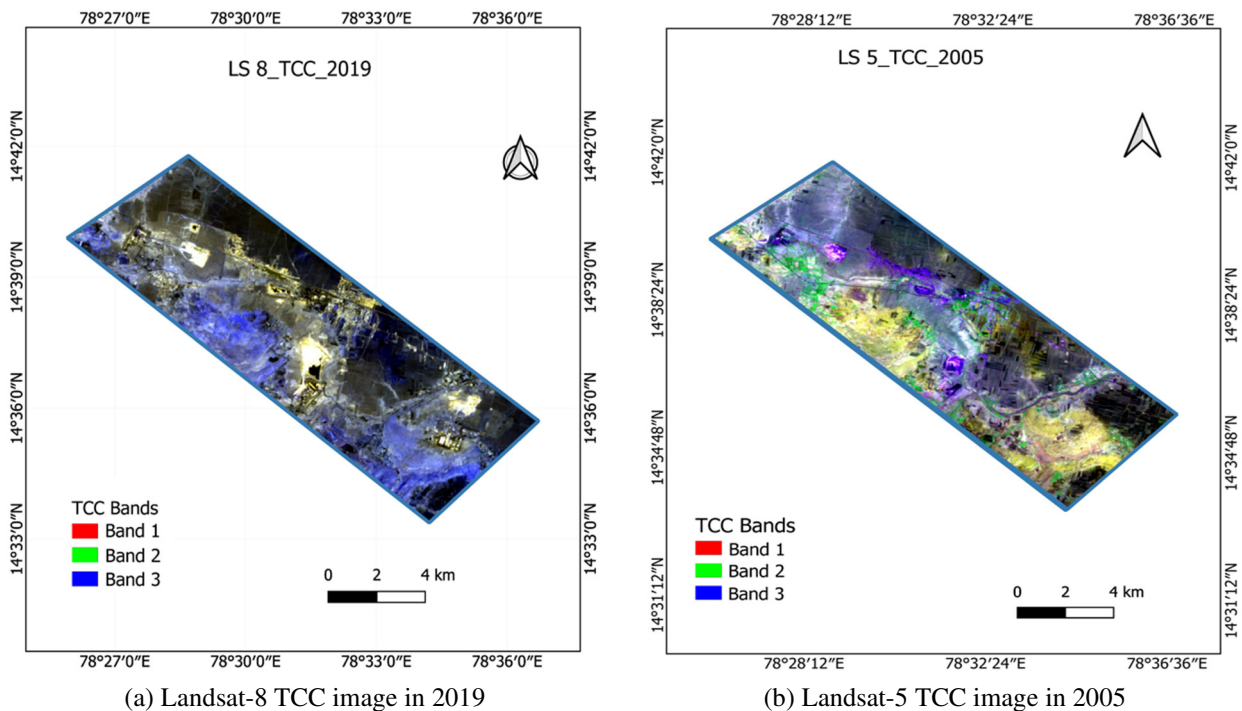 78°27'0"E 78°30'0"E 78°33'0"E 78°36'0"E
LS 8_TCC_2019
14°42'0"N
14°39'0"N
14°36'0"N
14°33'0"N
14°42'0"N
14°39'0"N
14°36'0"N
14°33'0"N
TCC Bands
Band 1
Band 2
Band 3
0 2 4 km
78°27'0"E 78°30'0"E 78°33'0"E 78°36'0"E
(a) Landsat-8 TCC image in 2019
78°28'12"E 78°32'24"E 78°36'36"E
LS 5_TCC_2005
14°42'0"N
14°38'24"N
14°34'48"N
14°31'12"N
14°42'0"N
14°38'24"N
14°34'48"N
14°31'12"N
TCC Bands
Band 1
Band 2
Band 3
0 2 4 km
78°28'12"E 78°32'24"E 78°36'36"E
(b) Landsat-5 TCC image in 2005